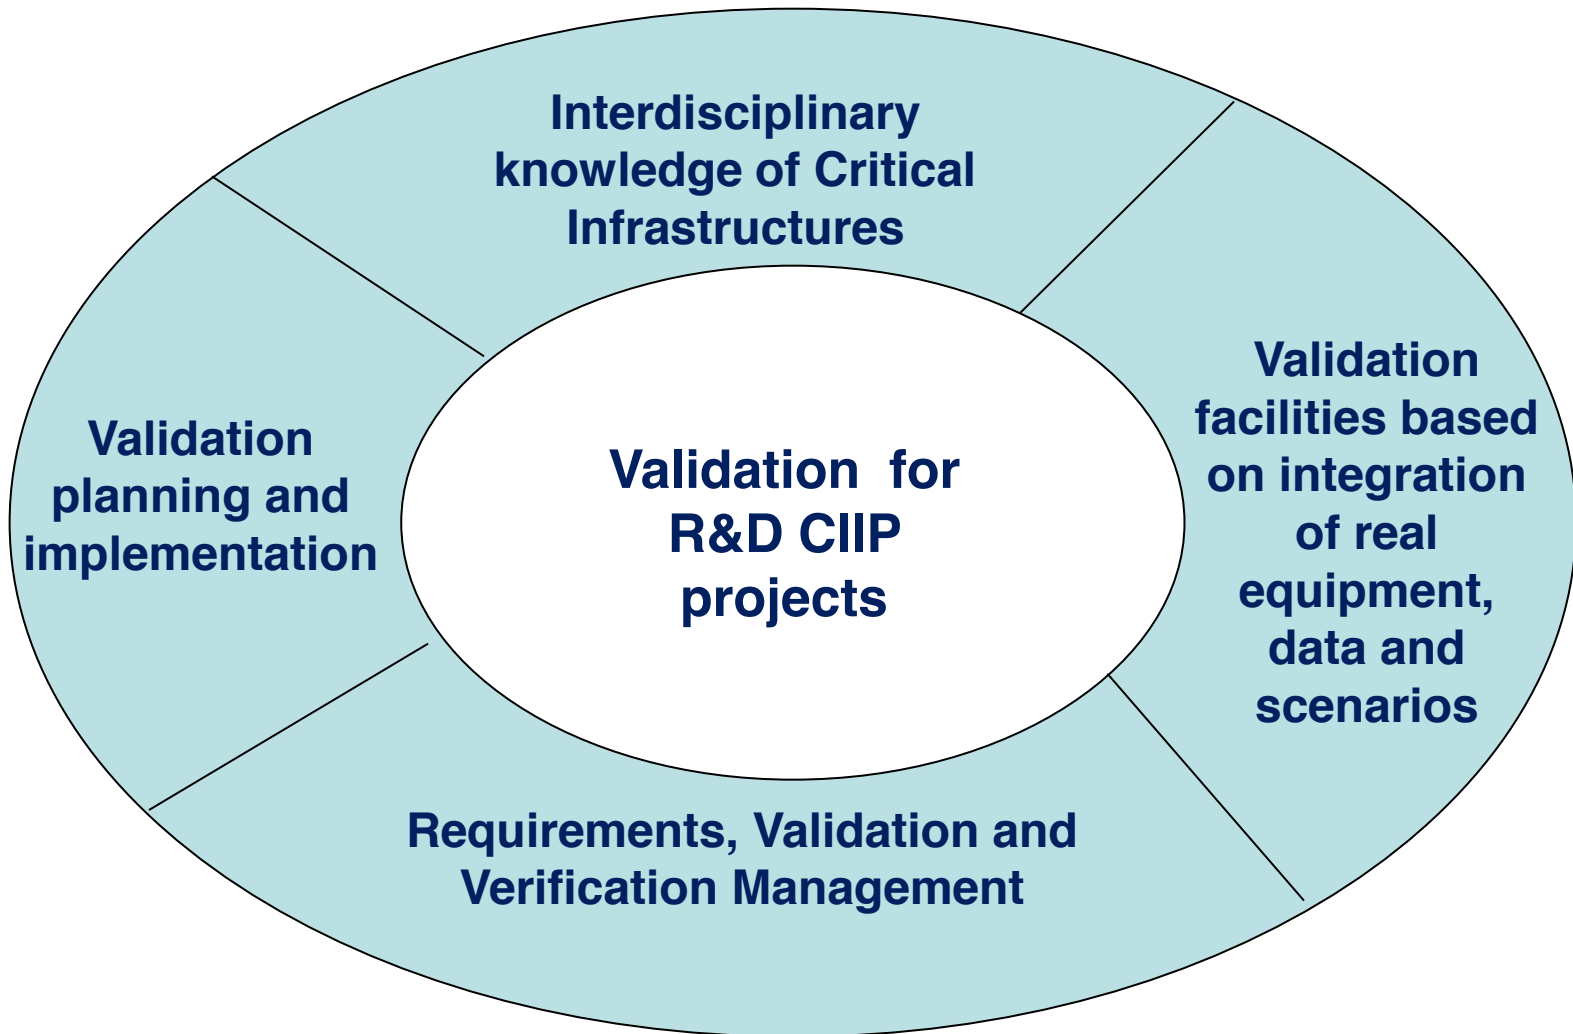 Interdisciplinary
knowledge of Critical
Infrastructures
Validation
planning and
implementation
Validation  for
R&D CIIP
projects
Validation
facilities based
on integration
of real
equipment,
data and
scenarios
Requirements, Validation and
Verification Management